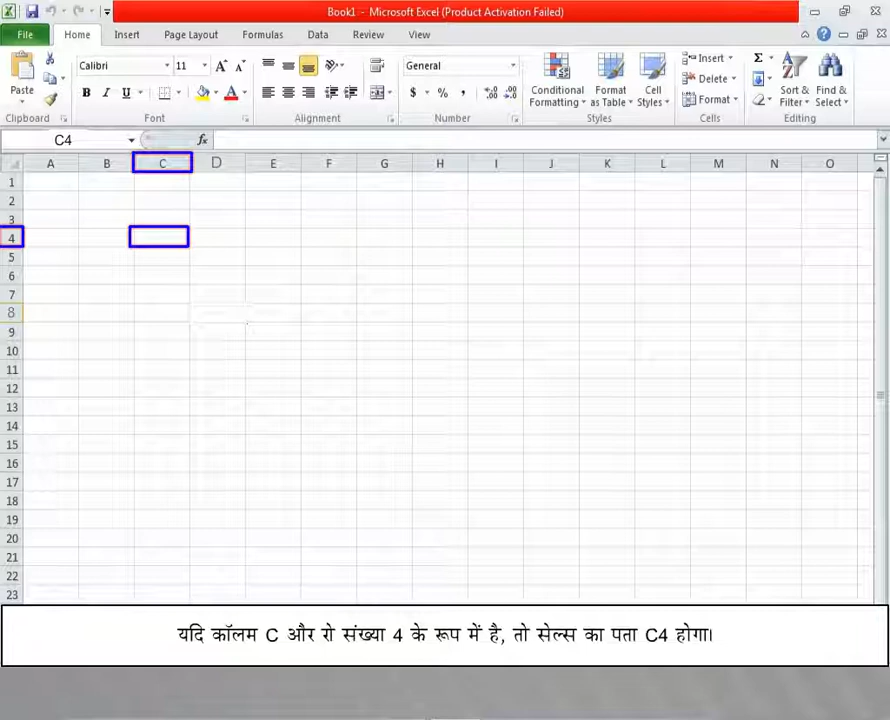 Book1 - Microsoft Excel (Product Activation Failed)
File Home Insert Page Layout Formulas Data Review View
Paste
Calibri 11
B I U A
General
$ % ,
Conditional Formatting
Format as Table
Cell Styles
Insert
Delete
Format
Σ
Sort & Filter
Find & Select
Clipboard Font Alignment Number Styles Cells Editing
C4 fx
A B C D E F G H I J K L M N O
1
2
3
4
5
6
7
8
9
10
11
12
13
14
15
16
17
18
19
20
21
22
23
यदि कॉलम C और रो संख्या 4 के रूप में है, तो सेल्स का पता C4 होगा।